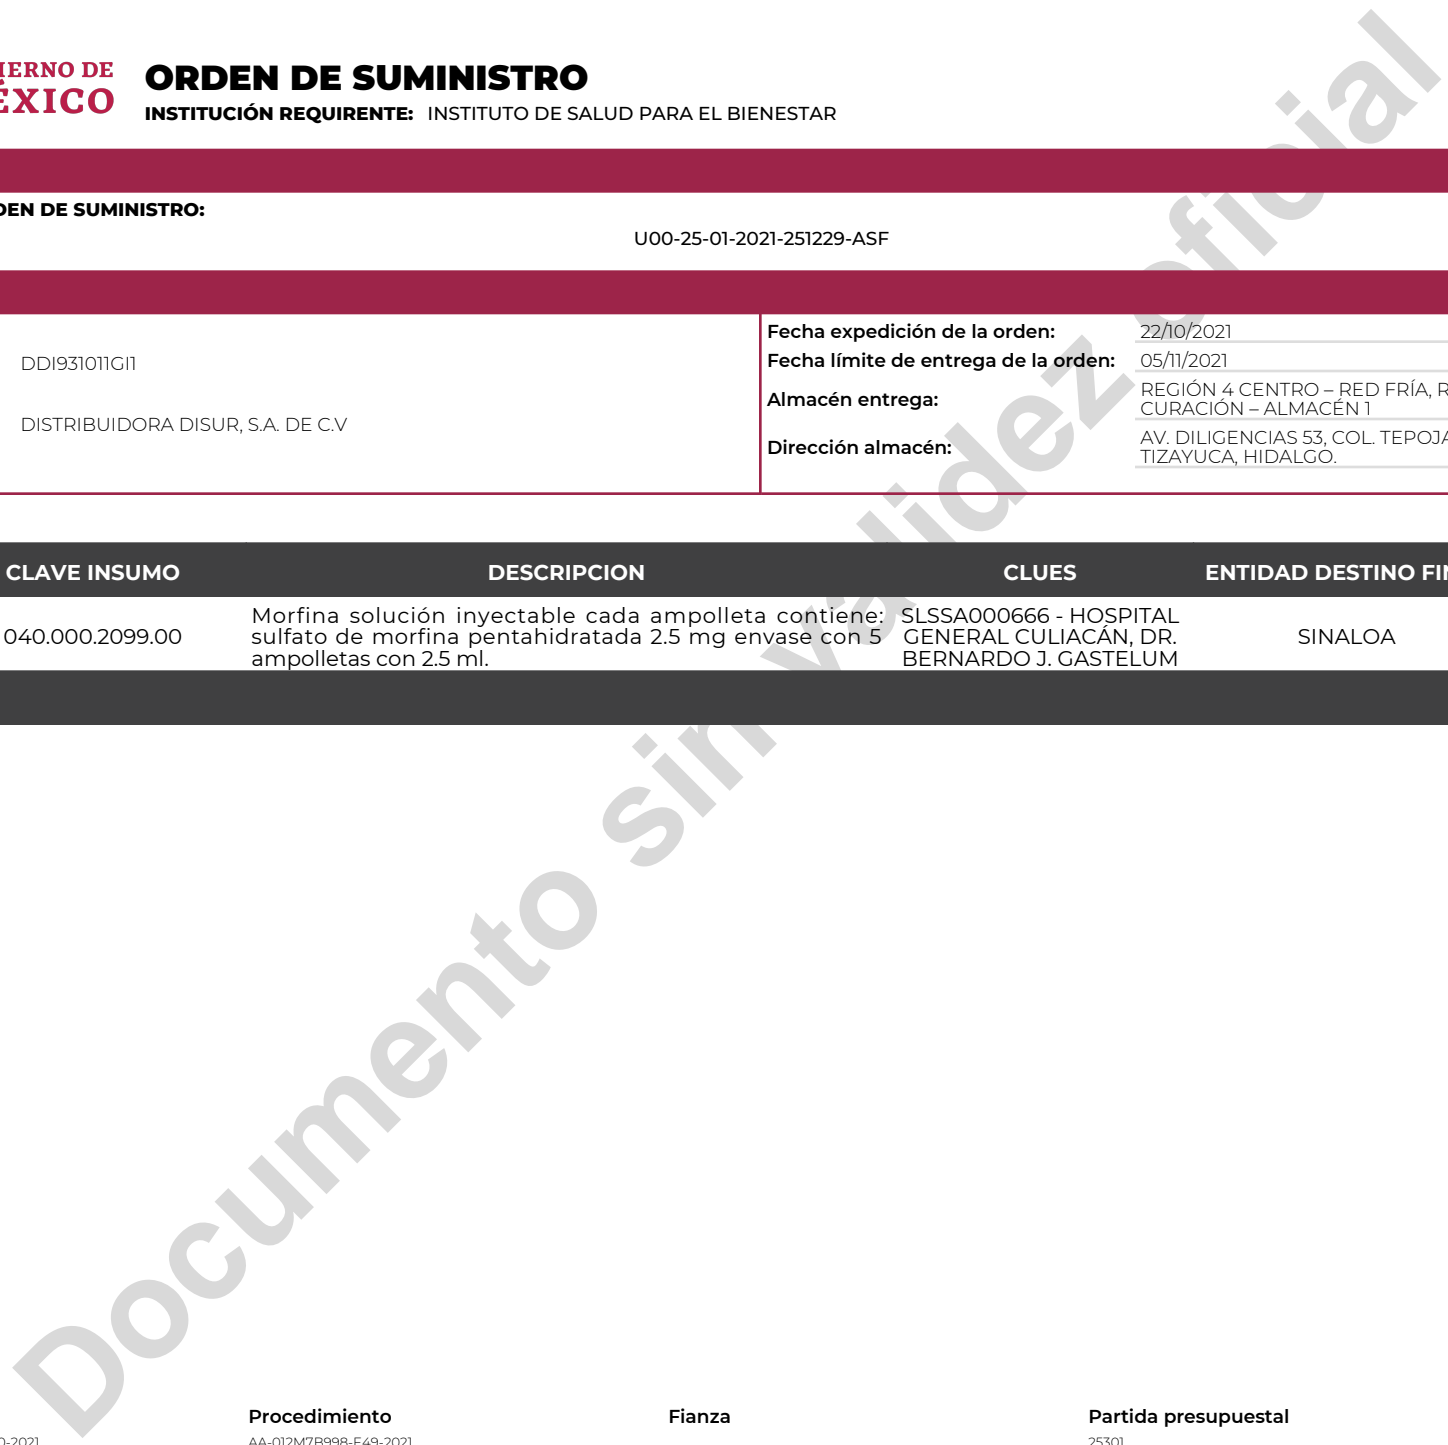 ORDEN DE SUMINISTRO
INSTITUCIÓN REQUIRENTE: INSTITUTO DE SALUD PARA EL BIENESTAR
IERNO DE
ÉXICO
DEN DE SUMINISTRO:
U00-25-01-2021-251229-ASF
DDI931011GI1
DISTRIBUIDORA DISUR, S.A. DE C.V
Fecha expedición de la orden: 22/10/2021
Fecha límite de entrega de la orden: 05/11/2021
Almacén entrega: REGIÓN 4 CENTRO – RED FRÍA, R
CURACIÓN – ALMACÉN 1
Dirección almacén: AV. DILIGENCIAS 53, COL. TEPOJA
TIZAYUCA, HIDALGO.
CLAVE INSUMO DESCRIPCION CLUES ENTIDAD DESTINO FIN
040.000.2099.00
Morfina solución inyectable cada ampolleta contiene:
sulfato de morfina pentahidratada 2.5 mg envase con 5
ampolletas con 2.5 ml.
SLSSA000666 - HOSPITAL
GENERAL CULIACÁN, DR.
BERNARDO J. GASTELUM
SINALOA
Documento sin validez oficial
Procedimiento Fianza Partida presupuestal
0-2021 AA-012M7B998-E49-2021 25301